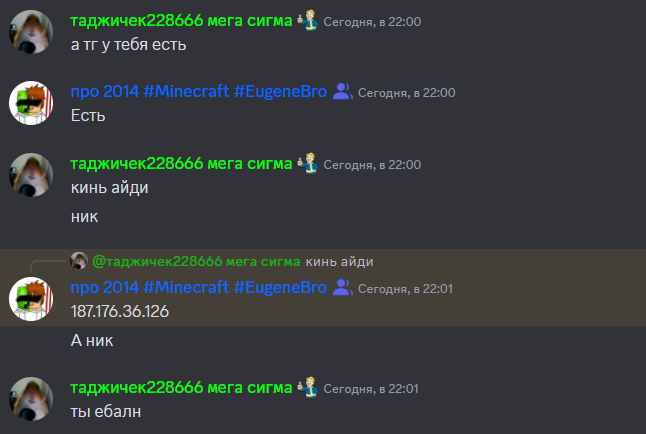 таджичек228666 мега сигма Сегодня, в 22:00
а тг у тебя есть
про 2014 #Minecraft #EugeneBro Сегодня, в 22:00
Есть
таджичек228666 мега сигма Сегодня, в 22:00
кинь айди
ник
@таджичек228666 мега сигма кинь айди
про 2014 #Minecraft #EugeneBro Сегодня, в 22:01
187.176.36.126
А ник
таджичек228666 мега сигма Сегодня, в 22:01
ты ебалн